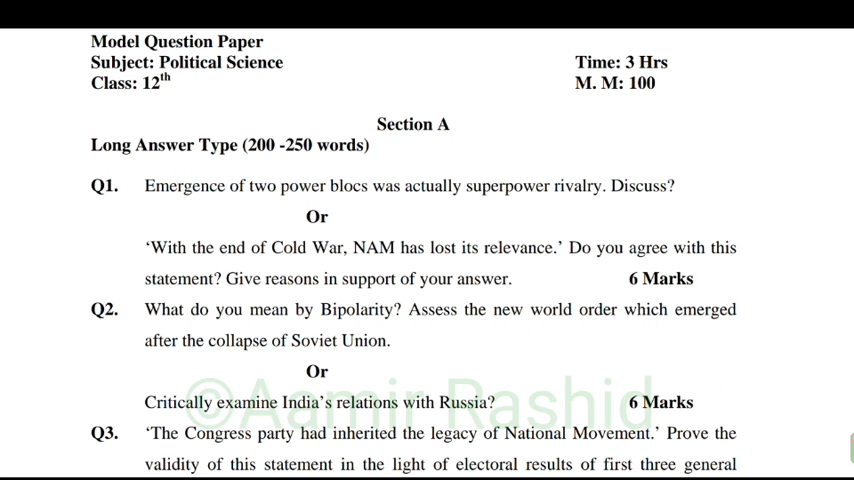 Model Question Paper
Subject: Political Science Time: 3 Hrs
Class: 12th M. M: 100
Section A
Long Answer Type (200 -250 words)
Q1. Emergence of two power blocs was actually superpower rivalry. Discuss?
Or
‘With the end of Cold War, NAM has lost its relevance.’ Do you agree with this
statement? Give reasons in support of your answer. 6 Marks
Q2. What do you mean by Bipolarity? Assess the new world order which emerged
after the collapse of Soviet Union.
Or
©Aamir Rashid
Critically examine India’s relations with Russia? 6 Marks
Q3. ‘The Congress party had inherited the legacy of National Movement.’ Prove the
validity of this statement in the light of electoral results of first three general